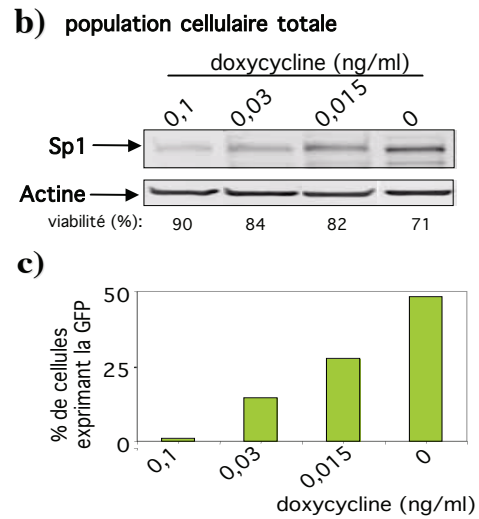 b) population cellulaire totale
doxycycline (ng/ml)
0,1 0,03 0,015 0
Sp1
Actine
viabilité (%): 90 84 82 71
c)
% de cellules
exprimant la GFP
50
25
0
0,1 0,03 0,015 0
doxycycline (ng/ml)